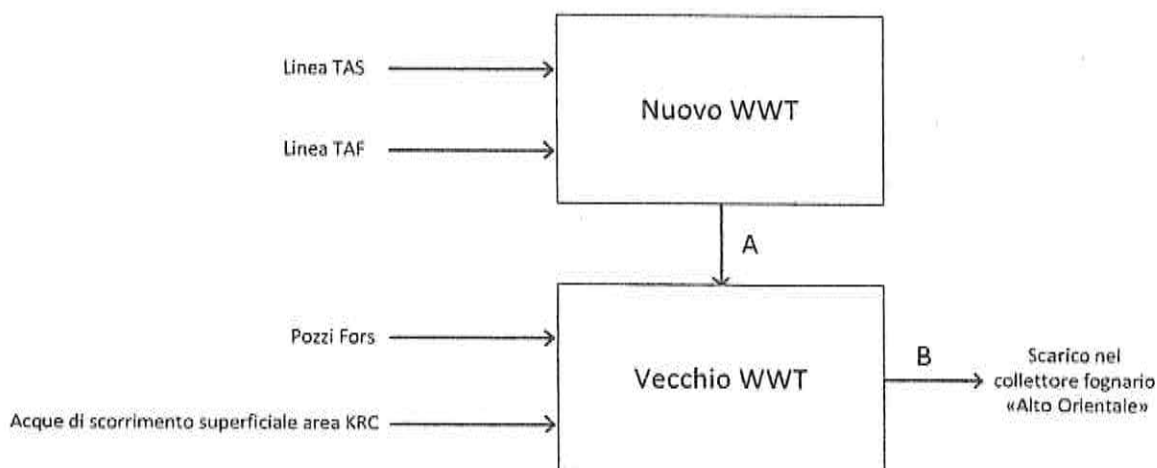 Linea TAS
Linea TAF
Nuovo WWT
A
Pozzi Fors
Acque di scorrimento superficiale area KRC
Vecchio WWT
B
Scarico nel
collettore fognario
«Alto Orientale»